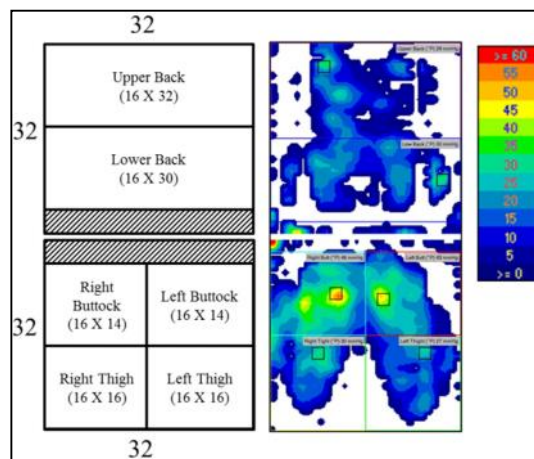 32
Upper Back
(16 X 32)
32
Lower Back
(16 X 30)
Right
Buttock
(16 X 14)
Left Buttock
(16 X 14)
32
Right Thigh
(16 X 16)
Left Thigh
(16 X 16)
32
>= 60
55
50
45
40
35
30
25
20
15
10
5
>= 0